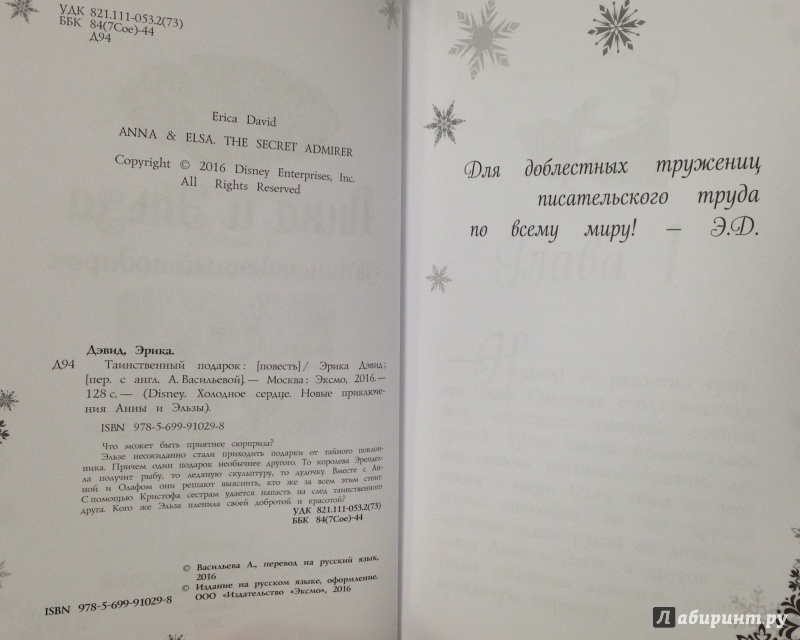 УДК 821.111-053.2(73)
ББК 84(7Сое)-44
Д94
Erica David
ANNA & ELSA. THE SECRET ADMIRER
Copyright © 2016 Disney Enterprises, Inc.
All Rights Reserved
Дэвид, Эрика.
Д94 Таинственный подарок : [повесть] / Эрика Дэвид ;
[пер. с англ. А. Васильевой]. — Москва : Эксмо, 2016. —
128 с. — (Disney. Холодное сердце. Новые приключе-
ния Анны и Эльзы).
ISBN 978-5-699-91029-8
Что может быть приятнее сюрприза?
Эльзе неожиданно стали приходить подарки от тайного поклон-
ника. Причем один подарок необычнее другого. То королева Эренде-
ла получит рыбу, то ледяную скульптуру, то дудочку. Вместе с Ан-
ной и Олафом они решают выяснить, кто же за всем этим стоит.
С помощью Кристофа сестрам удается напасть на след таинственного
друга. Кого же Эльза пленила своей добротой и красотой?
УДК 821.111-053.2(73)
ББК 84(7Сое)-44
© Васильева А., перевод на русский язык,
2016
© Издание на русском языке, оформление.
ООО «Издательство «Эксмо», 2016
ISBN 978-5-699-91029-8
Для доблестных тружениц
писательского труда
по всему миру! — Э.Д.
Лабиринт.ру